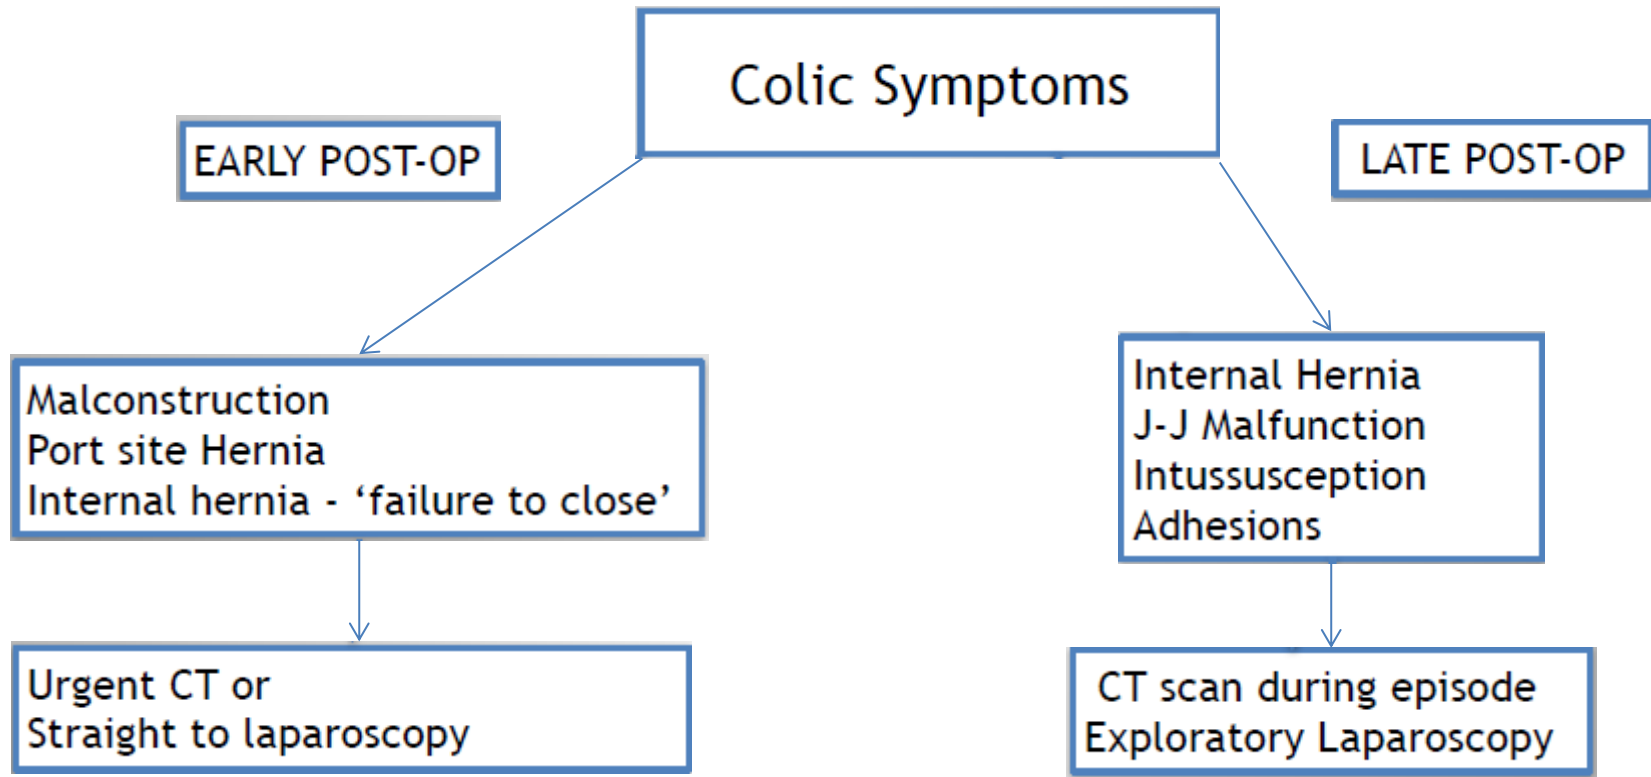 Colic Symptoms
EARLY POST-OP
LATE POST-OP
Malconstruction
Port site Hernia
Internal hernia - ‘failure to close’
Internal Hernia
J-J Malfunction
Intussusception
Adhesions
Urgent CT or
Straight to laparoscopy
CT scan during episode
Exploratory Laparoscopy